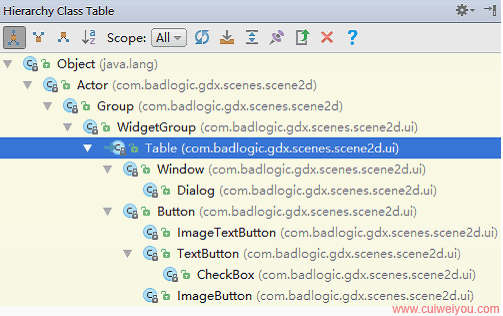 Hierarchy Class Table
Scope: All
Object (java.lang)
Actor (com.badlogic.gdx.scenes.scene2d)
Group (com.badlogic.gdx.scenes.scene2d)
WidgetGroup (com.badlogic.gdx.scenes.scene2d.ui)
Table (com.badlogic.gdx.scenes.scene2d.ui)
Window (com.badlogic.gdx.scenes.scene2d.ui)
Dialog (com.badlogic.gdx.scenes.scene2d.ui)
Button (com.badlogic.gdx.scenes.scene2d.ui)
ImageTextButton (com.badlogic.gdx.scenes.scene2d.ui)
TextButton (com.badlogic.gdx.scenes.scene2d.ui)
CheckBox (com.badlogic.gdx.scenes.scene2d.ui)
ImageButton (com.badlogic.gdx.scenes.scene2d.ui)
www.cuiweiyou.com